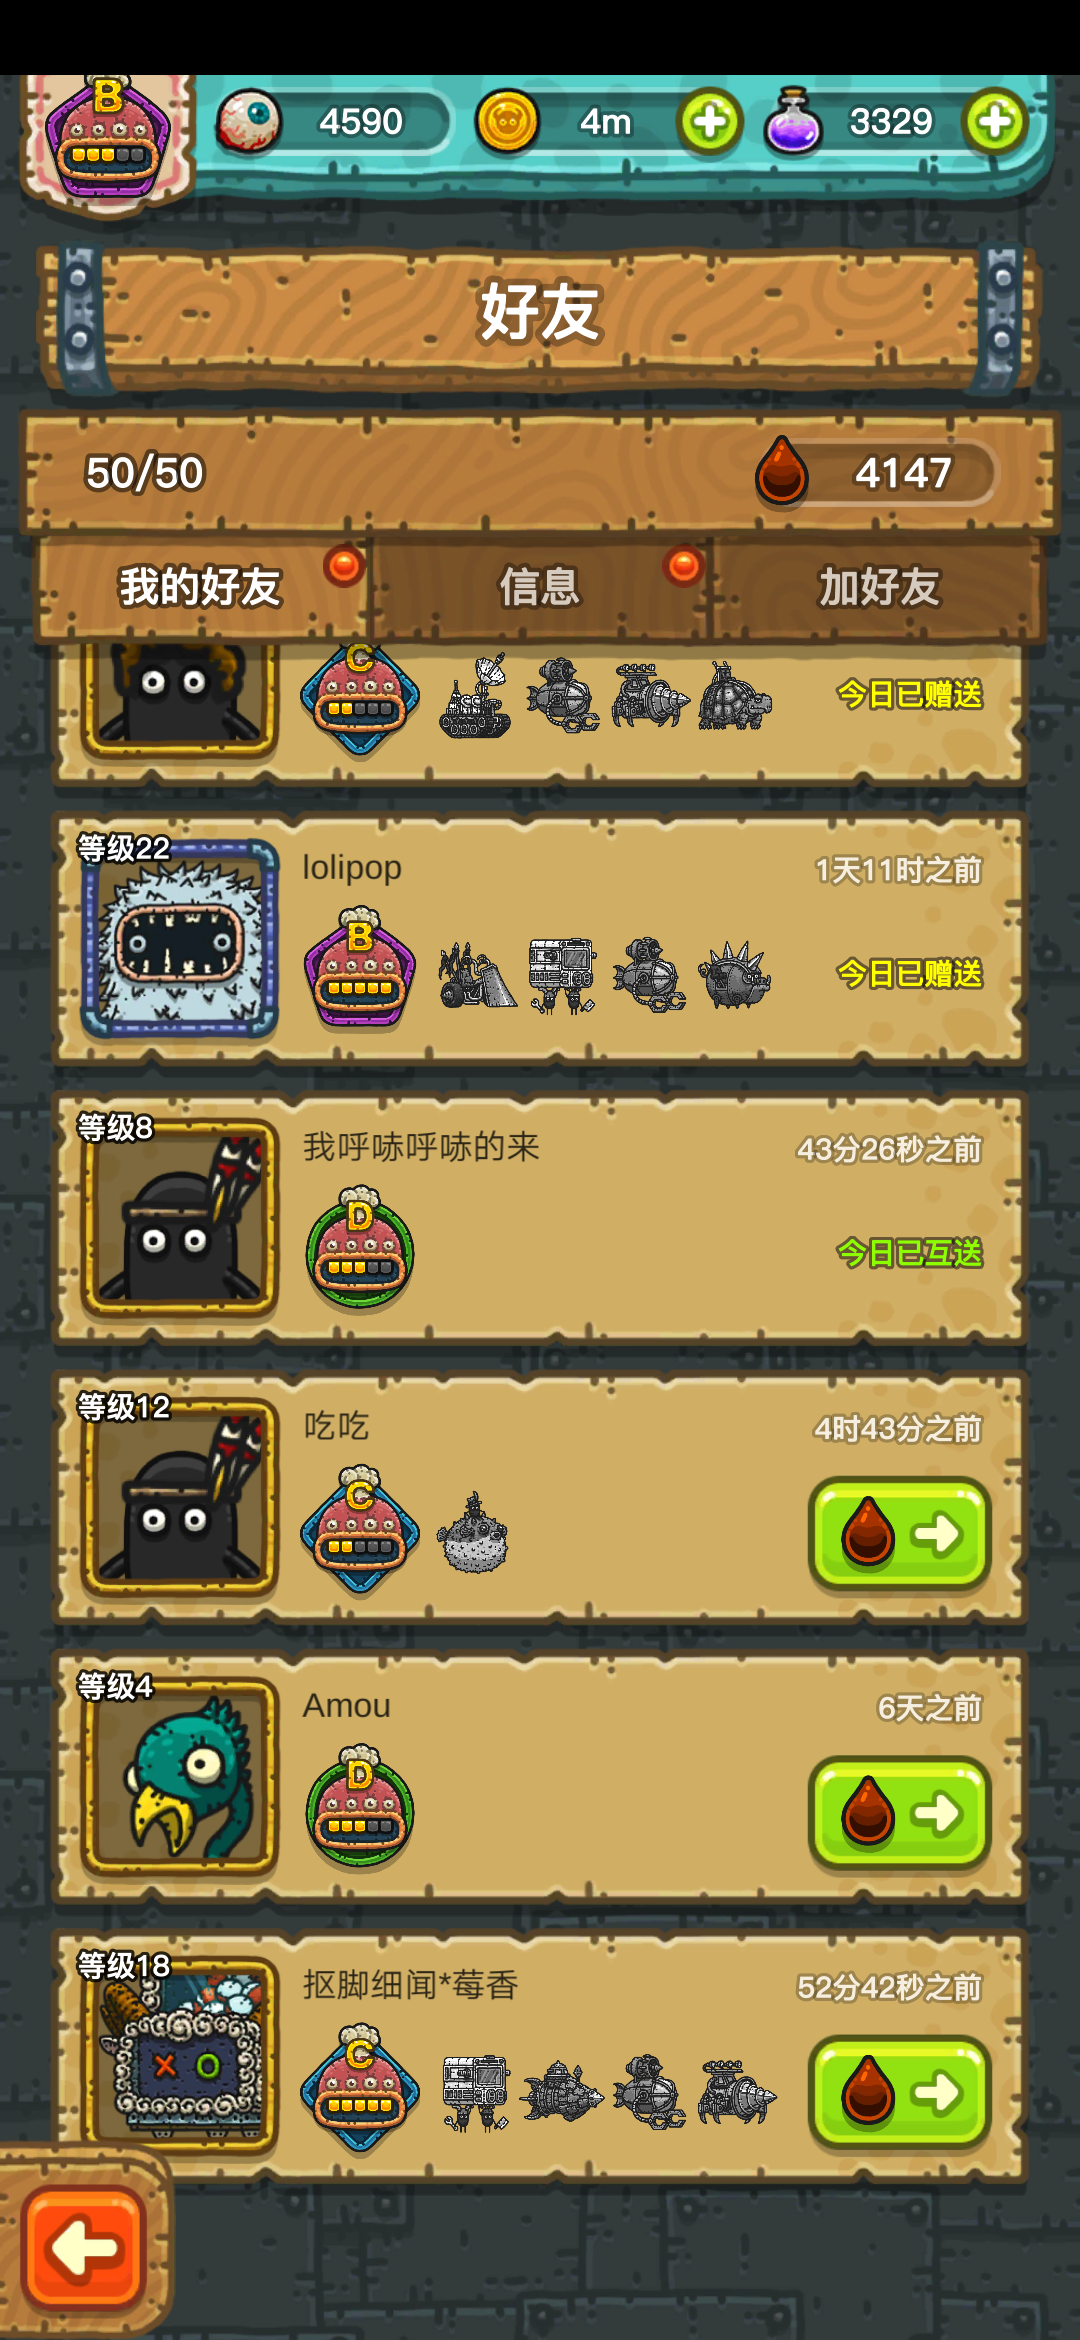 B
4590
4m
3329
好友
50/50
4147
我的好友
信息
加好友
C
今日已赠送
等级22
lolipop
1天11时之前
B
今日已赠送
等级8
我呼哧呼哧的来
43分26秒之前
D
今日已互送
等级12
吃吃
4时43分之前
C
等级4
Amou
6天之前
D
等级18
抠脚细闻*莓香
52分42秒之前
C